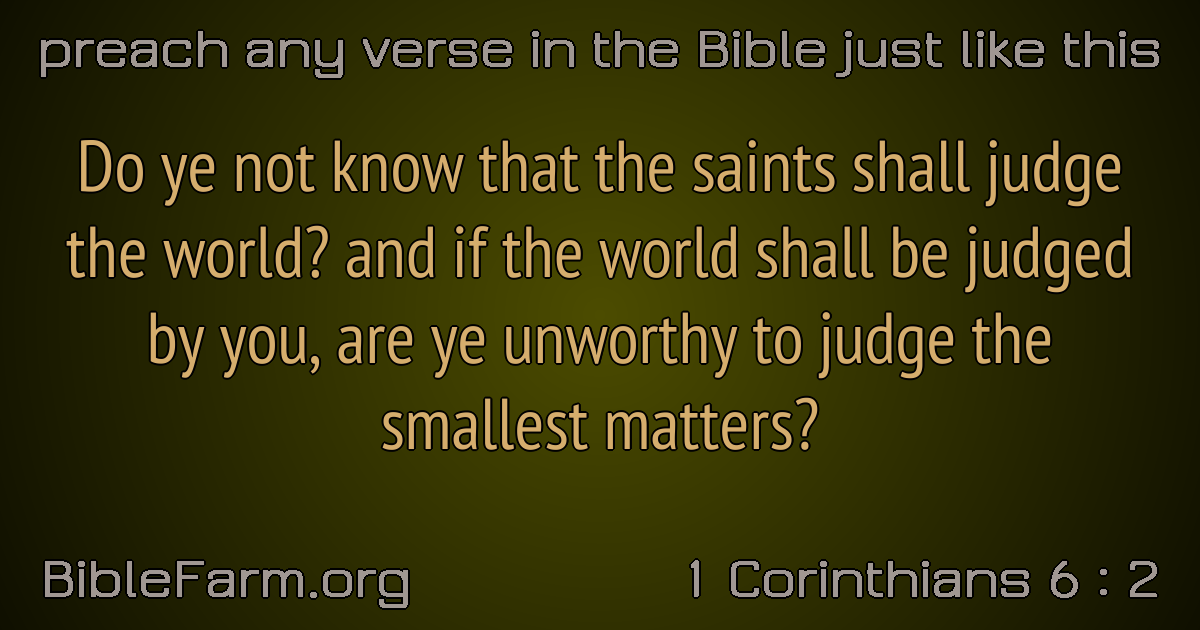 preach any verse in the Bible just like this
Do ye not know that the saints shall judge
the world? and if the world shall be judged
by you, are ye unworthy to judge the
smallest matters?
BibleFarm.org
1 Corinthians 6 : 2